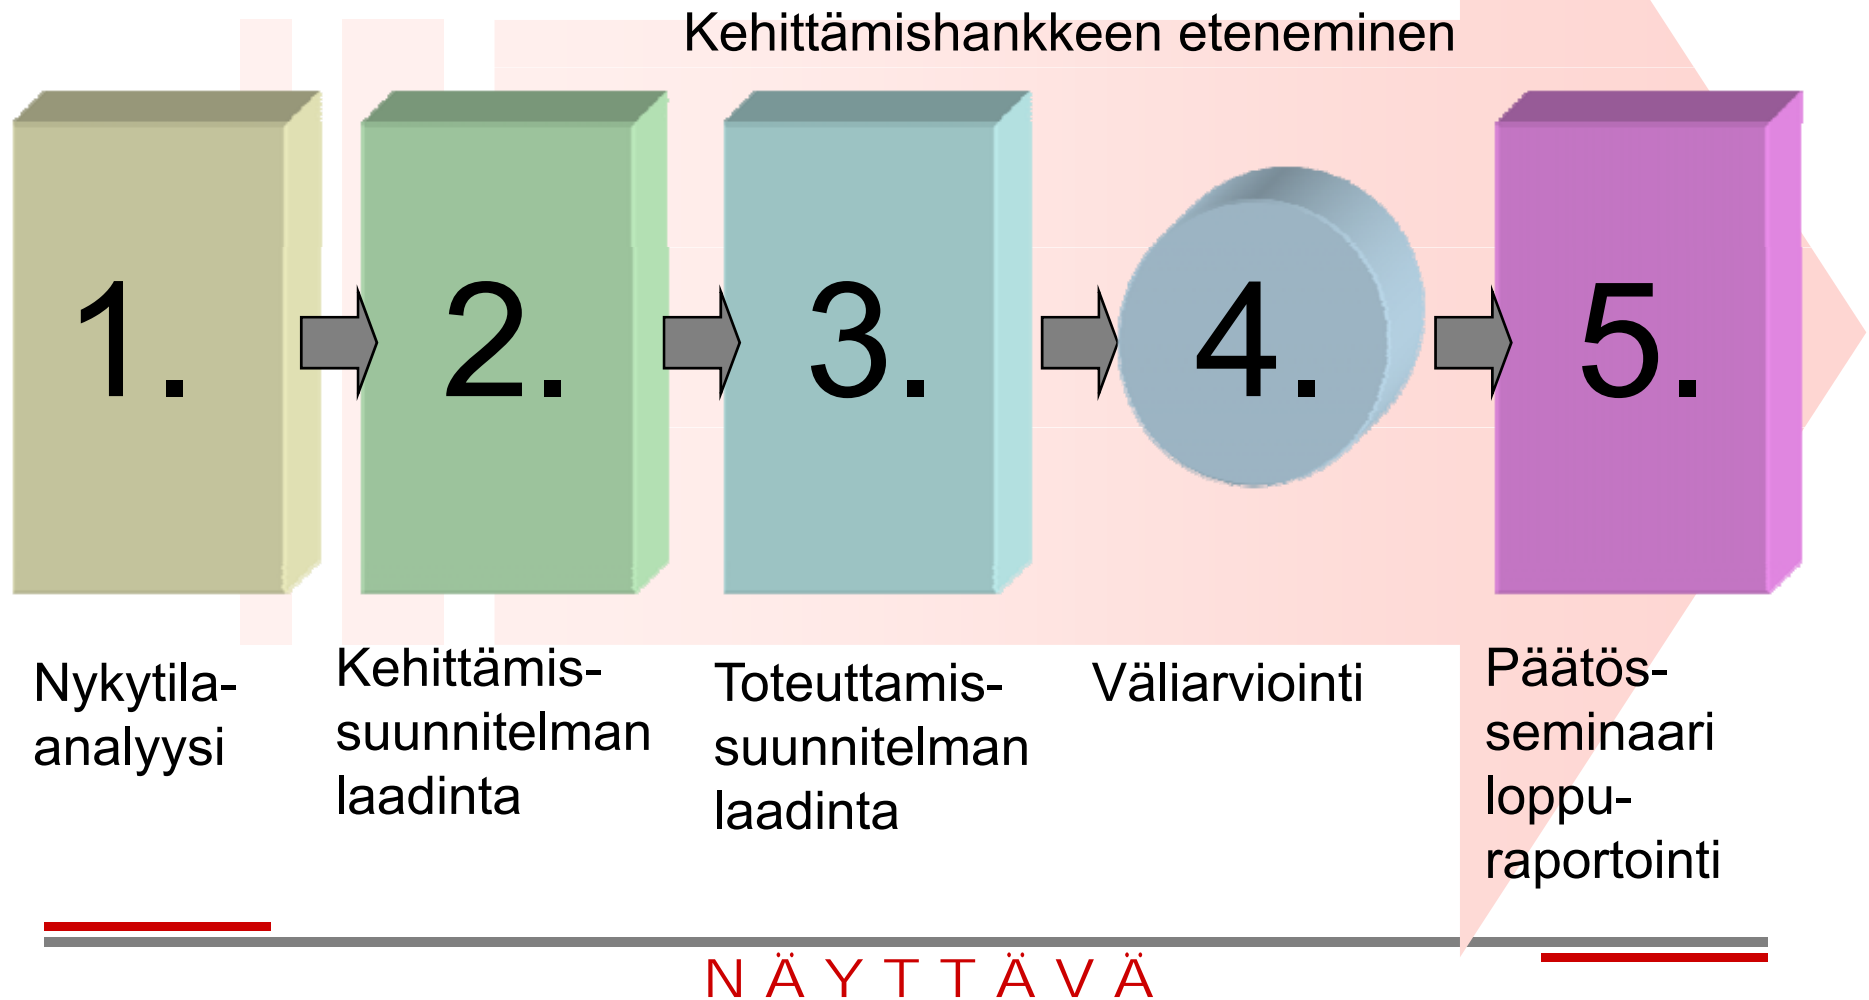 Kehittämishankkeen eteneminen
1.
2.
3.
4.
5.
Nykytila-
analyysi
Kehittämis-
suunnitelman
laadinta
Toteuttamis-
suunnitelman
laadinta
Väliarviointi
Päätös-
seminaari
loppu-
raportointi
NÄYTTÄVÄ